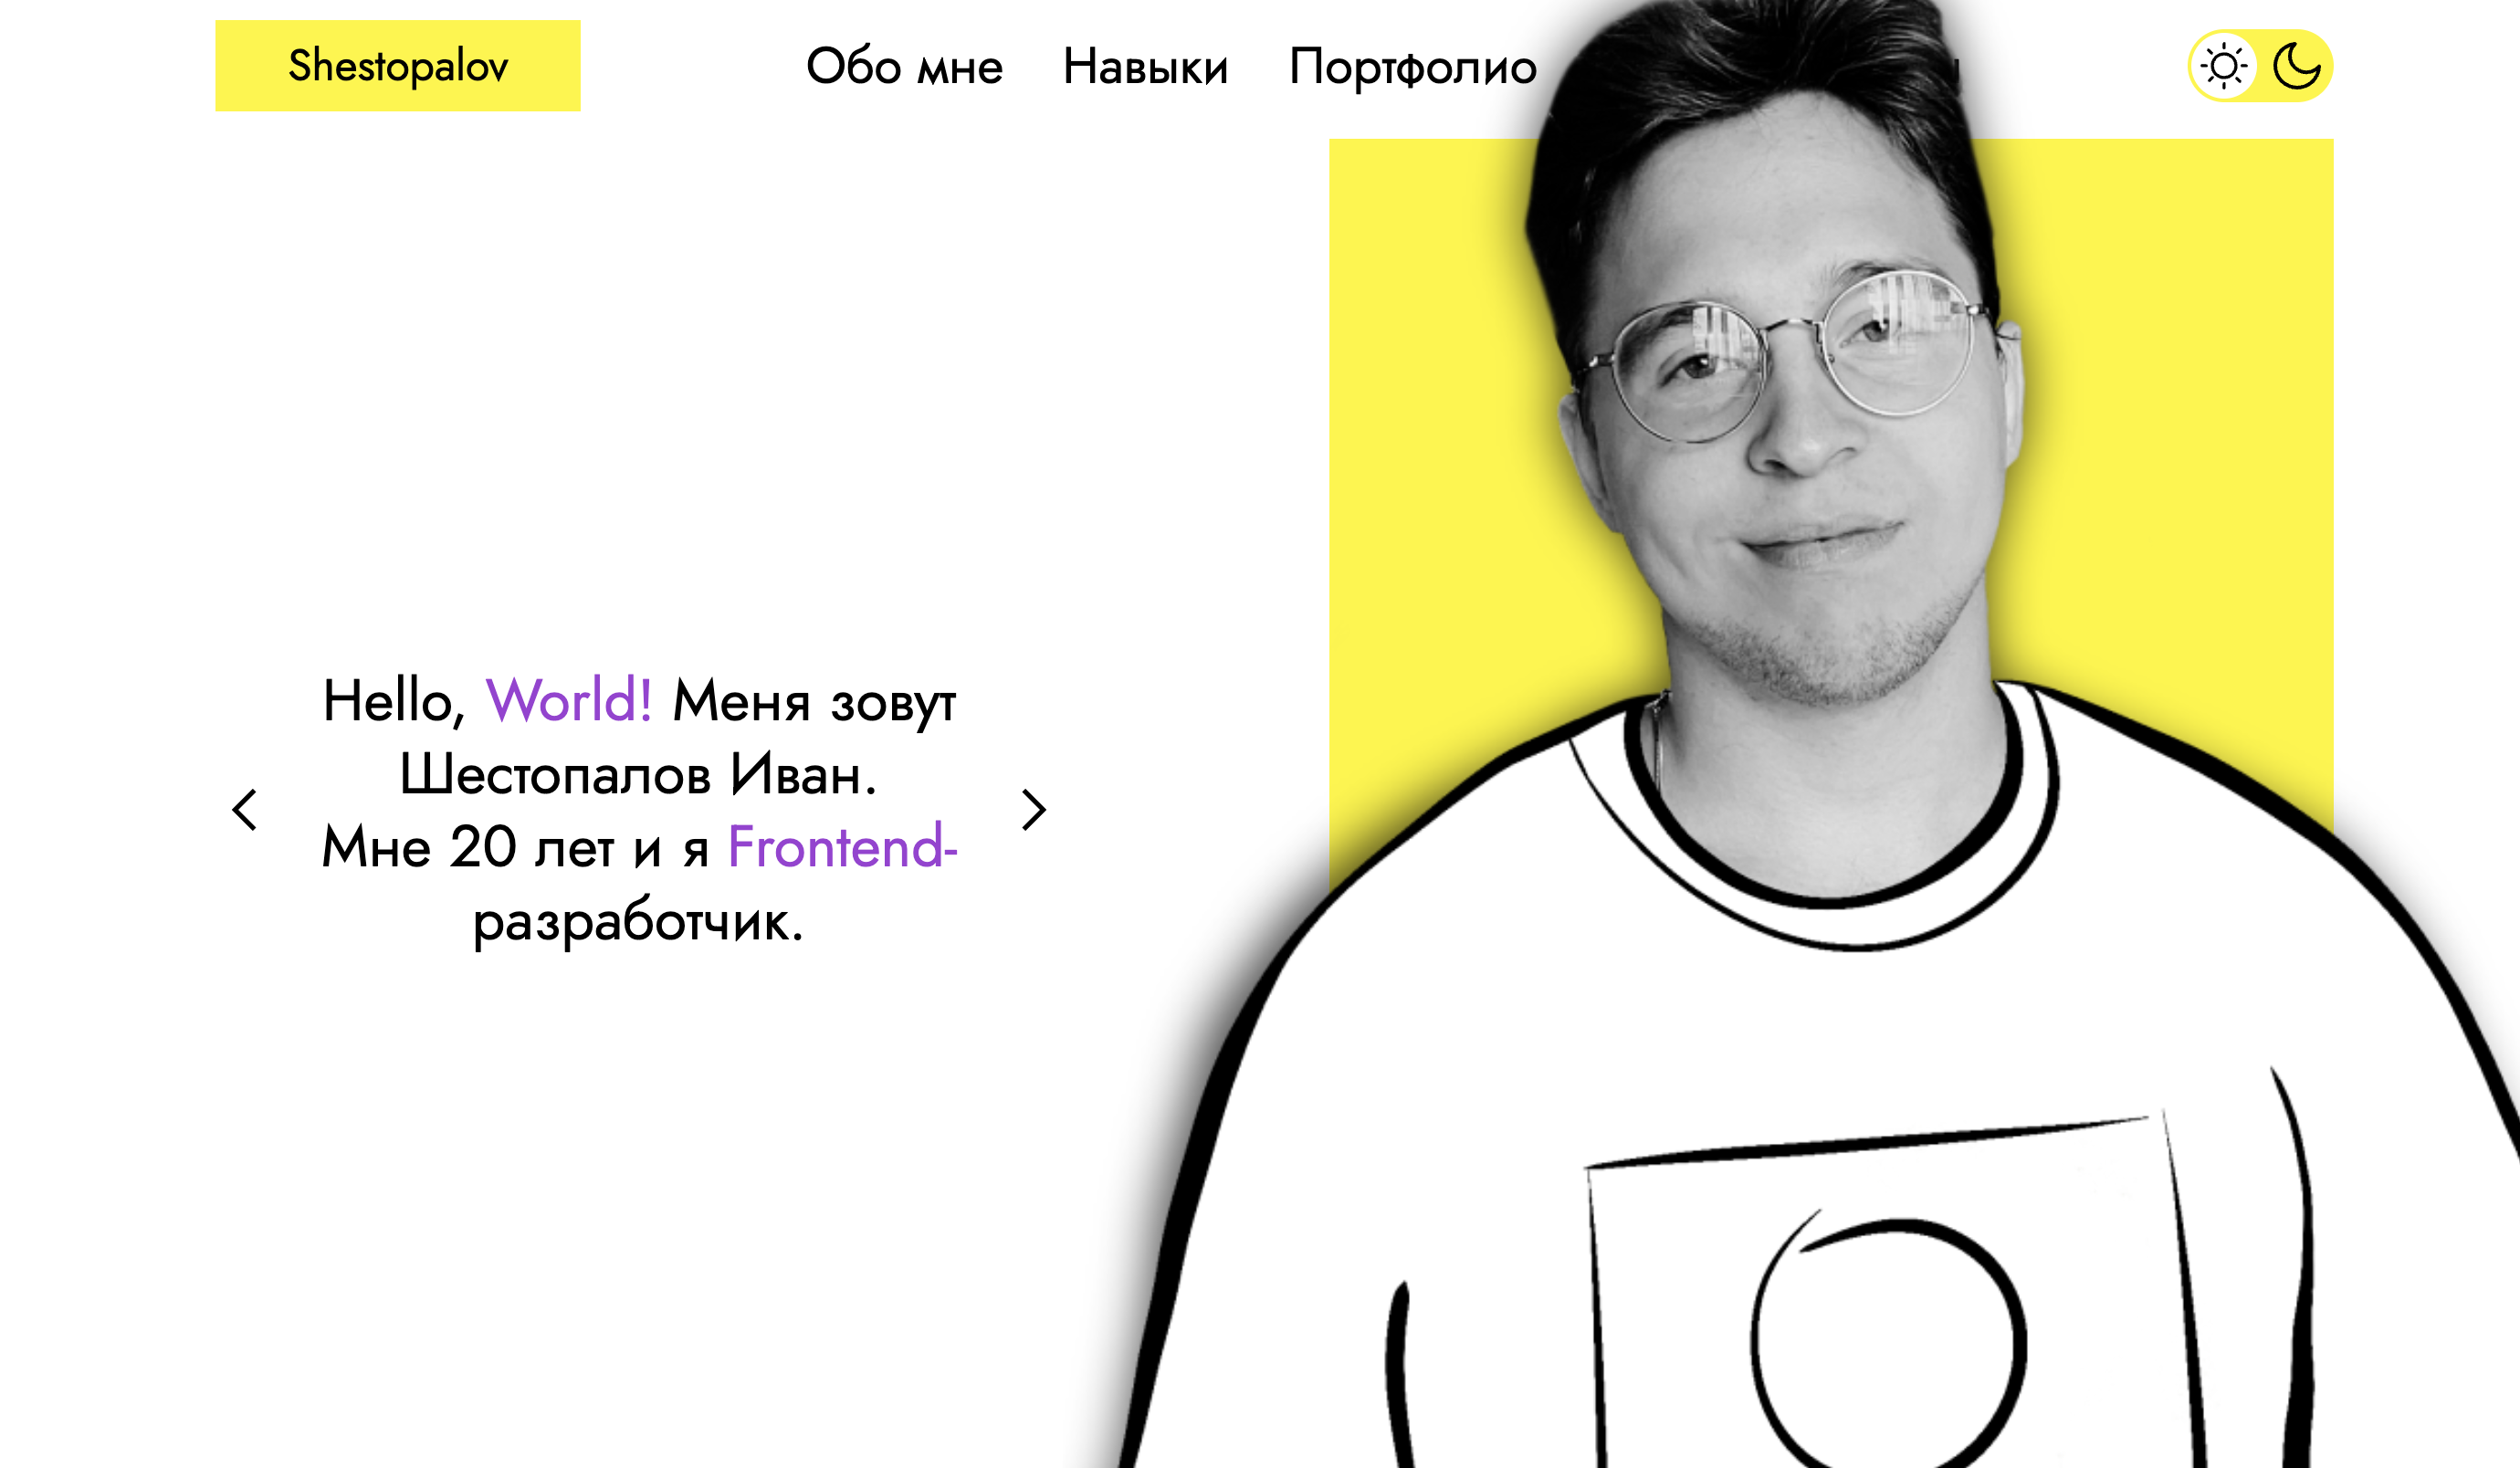 Shestopalov
Обо мне Навыки Портфолио
Hello, World! Меня зовут
Шестопалов Иван.
Мне 20 лет и я Frontend-
разработчик.